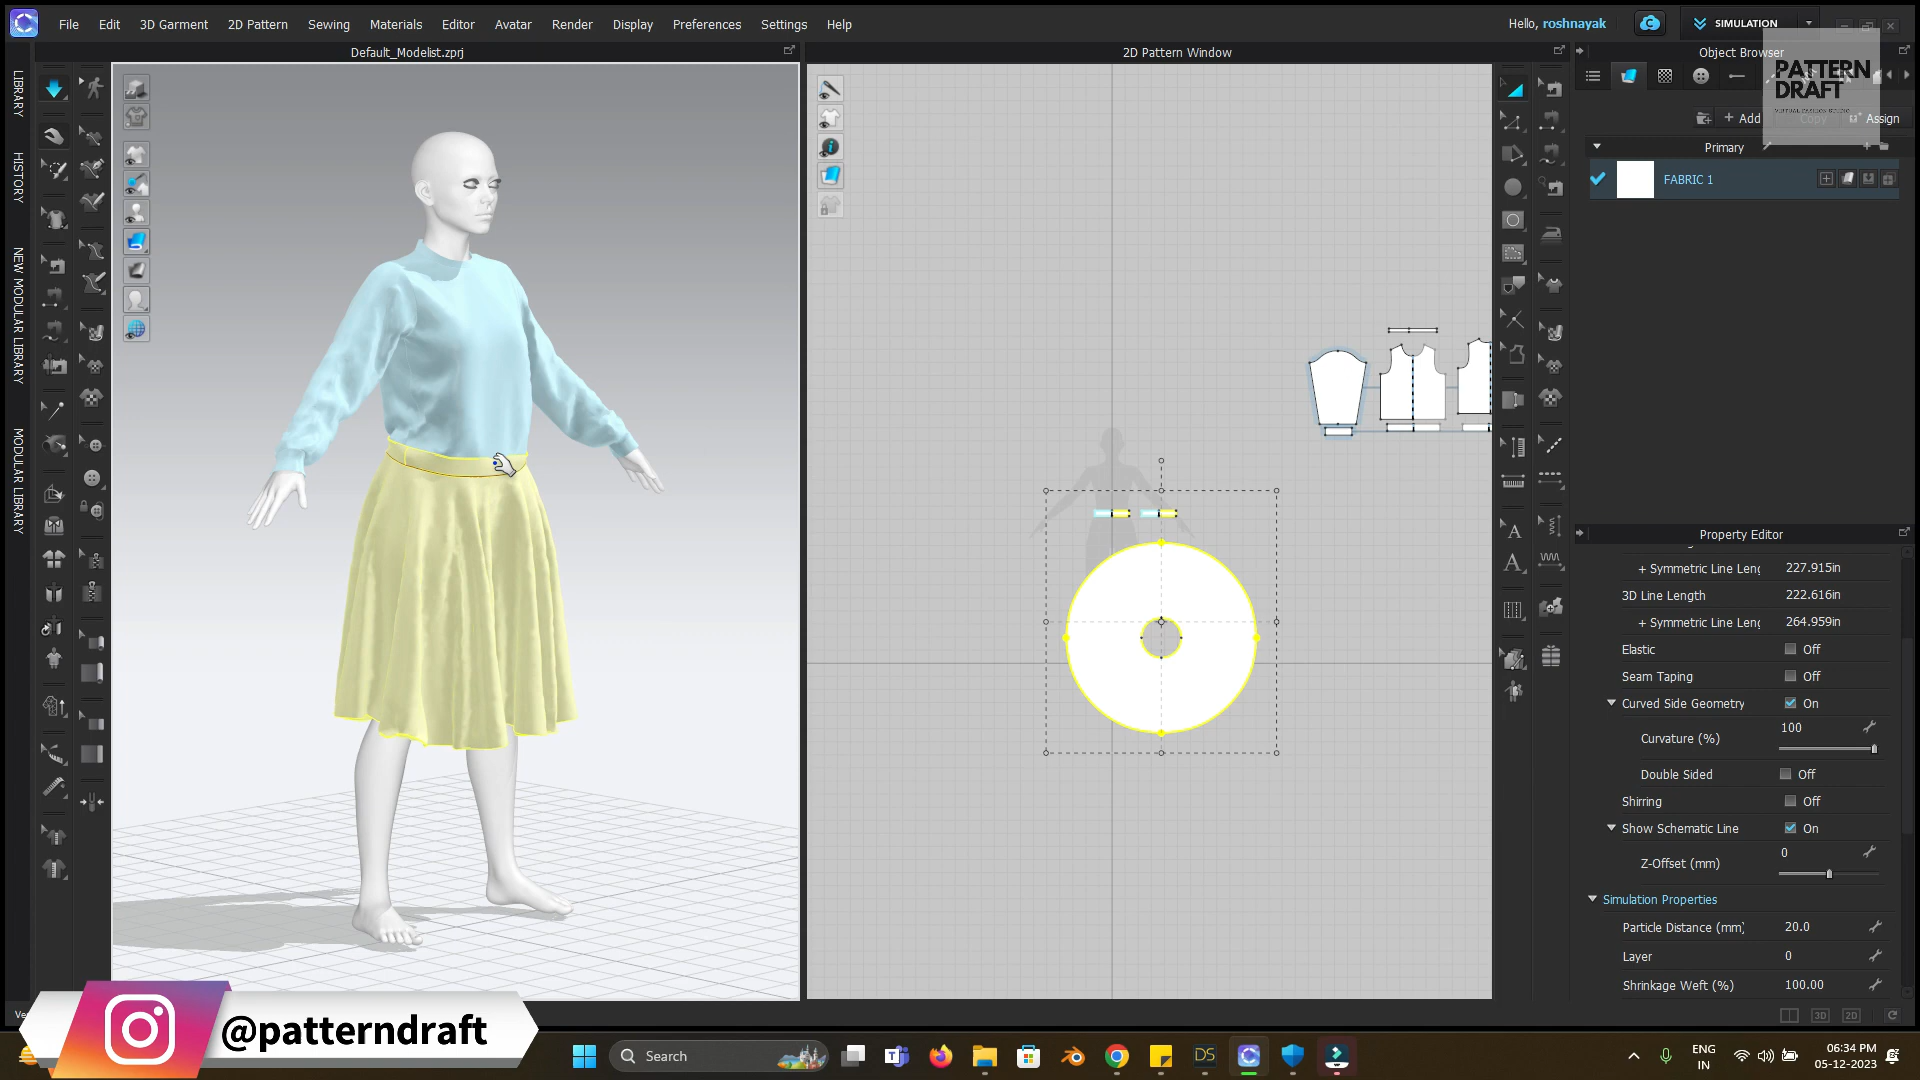 File Edit 3D Garment 2D Pattern Sewing Materials Editor Avatar Render Display Preferences Settings Help
Hello, roshnayak
SIMULATION
Default_Modelist.zprj
2D Pattern Window
Object Browser
PATTERN
DRAFT
LIBRARY
HISTORY
NEW MODULAR LIBRARY
MODULAR LIBRARY
+ Add
Copy
Assign
Primary
FABRIC 1
A
A
Property Editor
+ Symmetric Line Leng 227.915in
3D Line Length 222.616in
+ Symmetric Line Leng 264.959in
Elastic Off
Seam Taping Off
Curved Side Geometry On
Curvature (%) 100
Double Sided Off
Shirring Off
Show Schematic Line On
Z-Offset (mm) 0
Simulation Properties
Particle Distance (mm) 20.0
Layer 0
Shrinkage Weft (%) 100.00
3D 2D
Ve
@patterndraft
Search
DS
ENG
IN
06:34 PM
05-12-2023